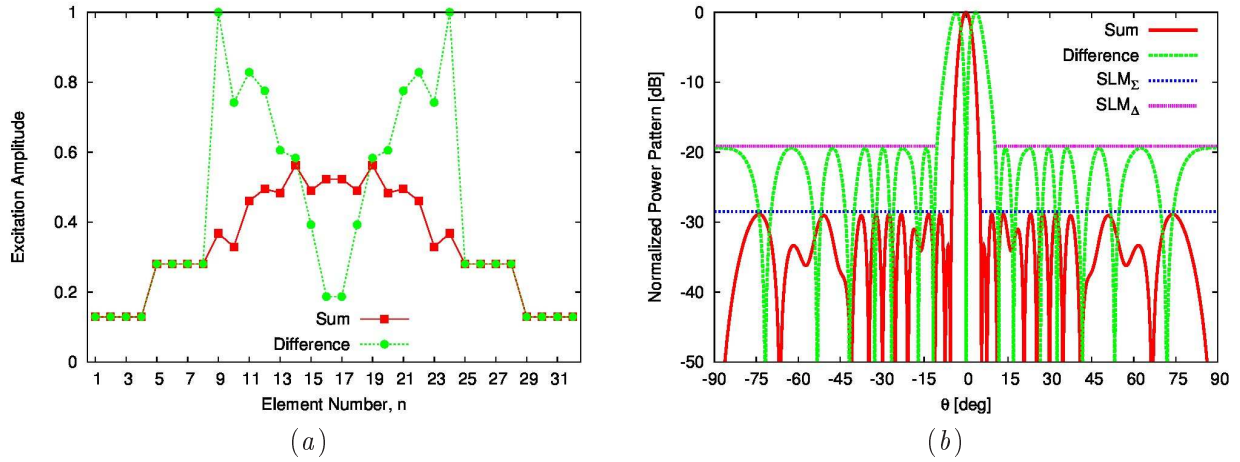 1
0.8
0.6
0.4
0.2
0
Excitation Amplitude
Sum
Difference
1 3 5 7 9 11 13 15 17 19 21 23 25 27 29 31
Element Number, n
(a)
0
-10
-20
-30
-40
-50
Normalized Power Pattern [dB]
Sum
Difference
SLM_Σ
SLM_Δ
-90 -75 -60 -45 -30 -15 0 15 30 45 60 75 90
θ [deg]
(b)